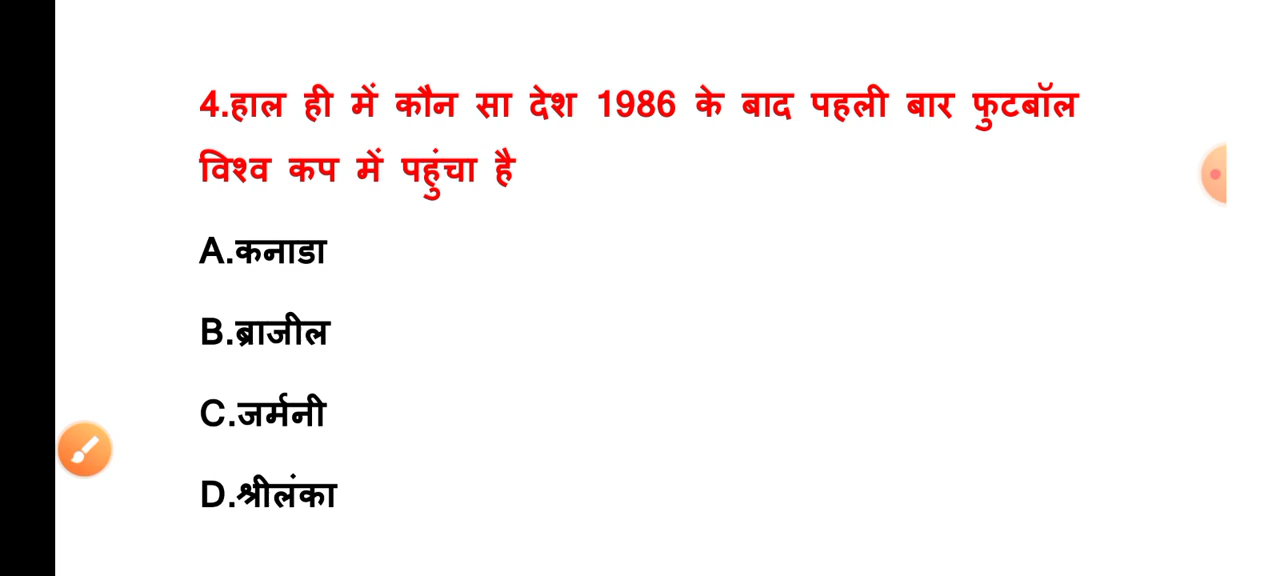 4.हाल ही में कौन सा देश 1986 के बाद पहली बार फुटबॉल
विश्व कप में पहुंचा है
A.कनाडा
B.ब्राजील
C.जर्मनी
D.श्रीलंका